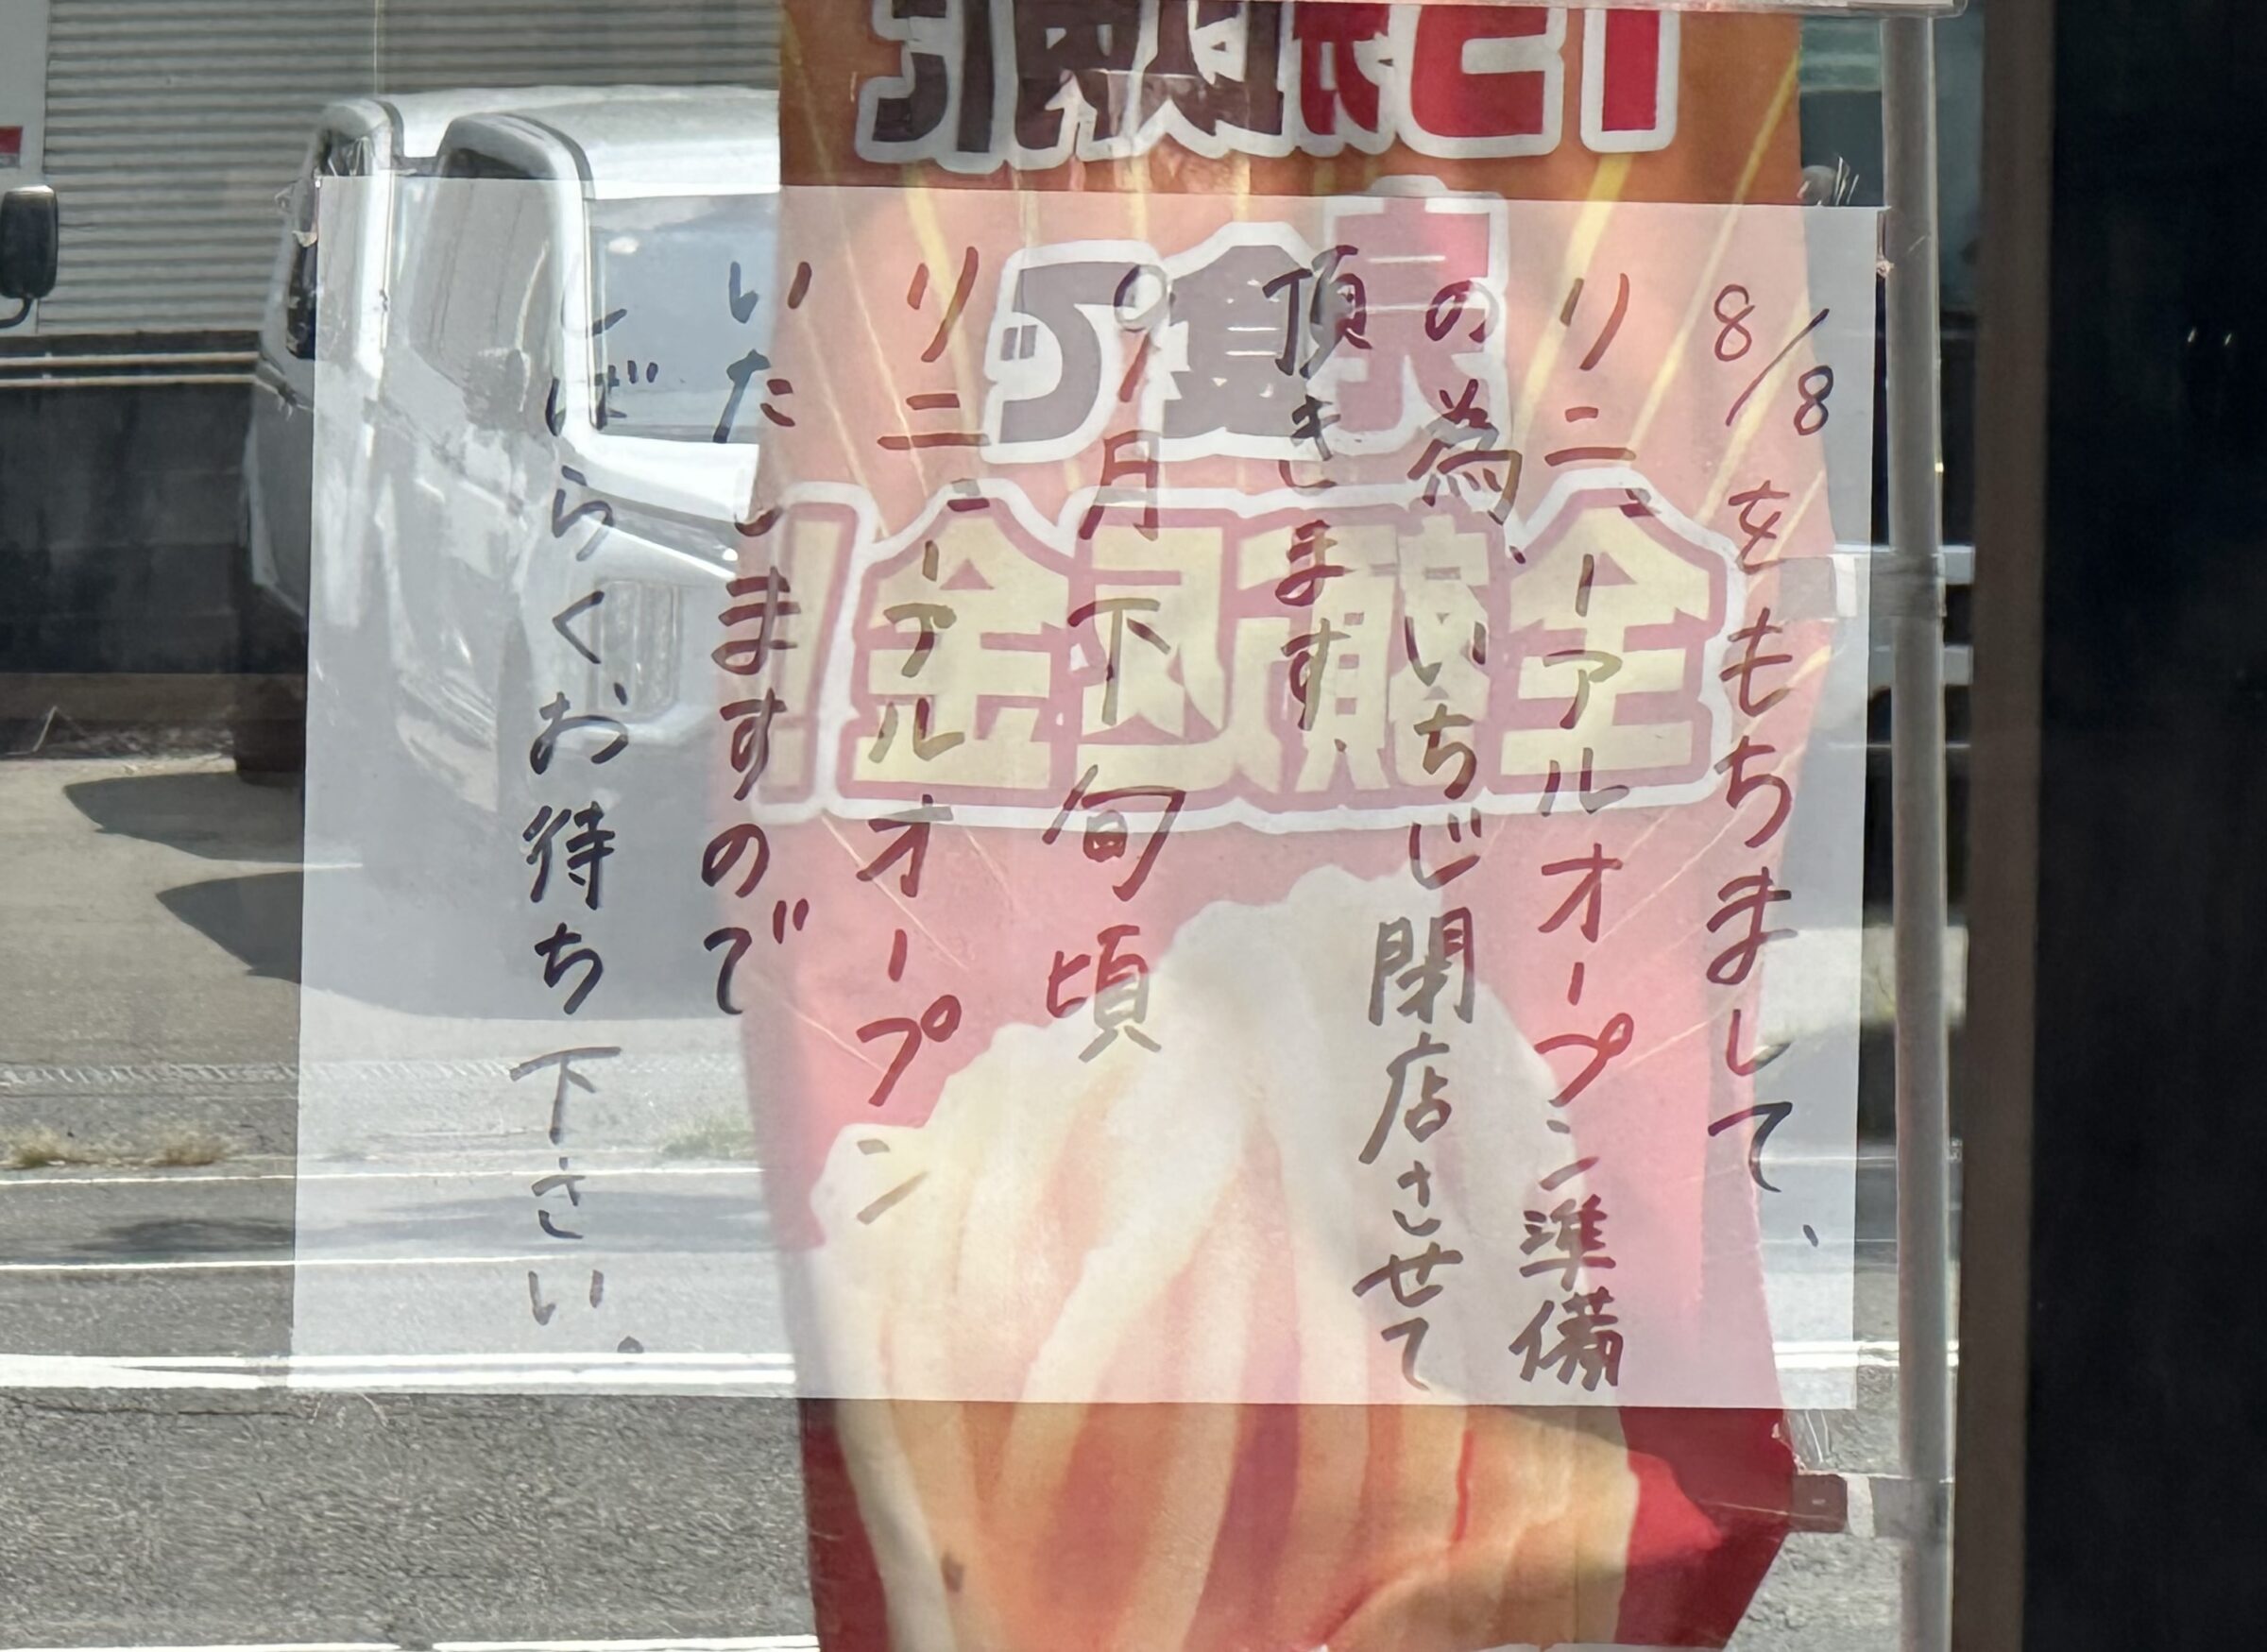 8/8をもちまして、
リニューアルオープン準備
の為、いちじ閉店させて
頂きます。
9月下旬頃
リニューアルオープン
いたしますので
しばらくお待ち下さい。